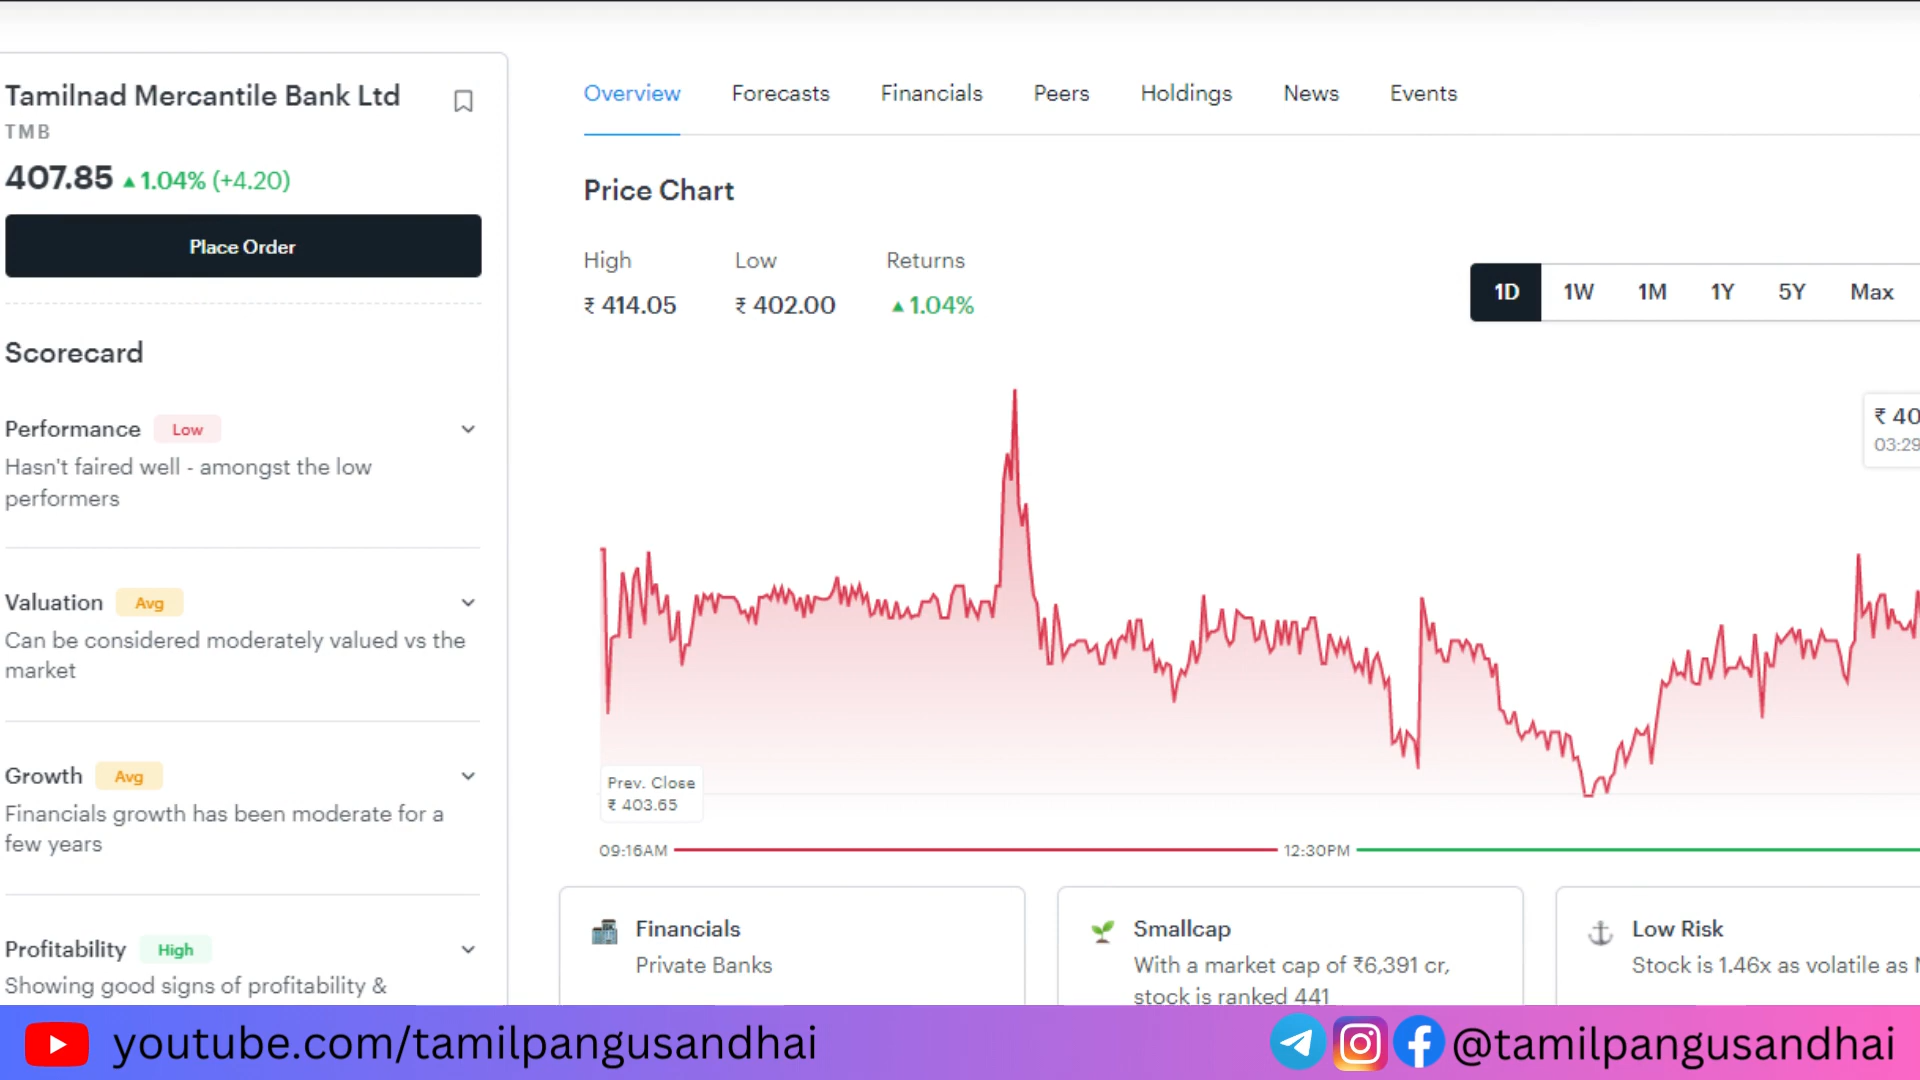 Tamilnad Mercantile Bank Ltd
TMB
407.85 ▲1.04% (+4.20)
Place Order
Scorecard
Performance Low
Hasn't faired well - amongst the low
performers
Valuation Avg
Can be considered moderately valued vs the
market
Growth Avg
Financials growth has been moderate for a
few years
Profitability High
Showing good signs of profitability &
Overview Forecasts Financials Peers Holdings News Events
Price Chart
High Low Returns
₹ 414.05 ₹ 402.00 ▲1.04%
1D 1W 1M 1Y 5Y Max
₹ 40
03:29
Prev. Close
₹ 403.65
09:16AM 12:30PM
Financials
Private Banks
Smallcap
With a market cap of ₹6,391 cr,
stock is ranked 441
Low Risk
Stock is 1.46x as volatile as
youtube.com/tamilpangusandhai
@tamilpangusandhai